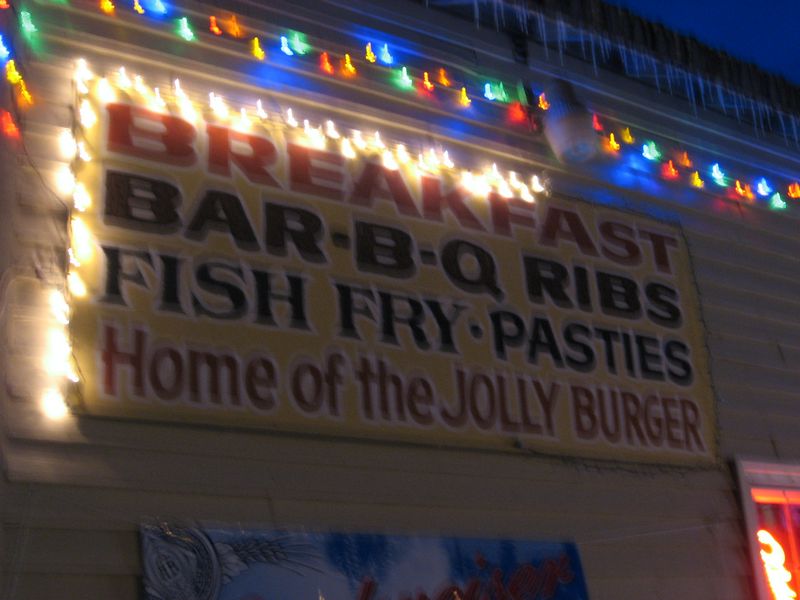 BREAKFAST
BAR·B·Q RIBS
FISH FRY·PASTIES
Home of the JOLLY BURGER